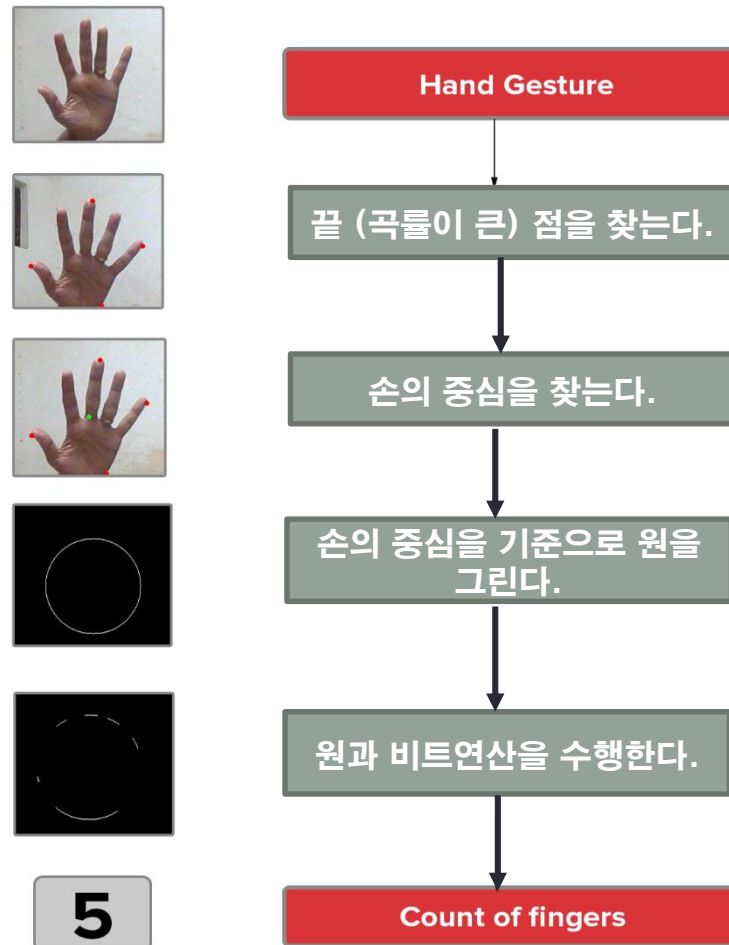 Hand Gesture
끝 (곡률이 큰) 점을 찾는다.
손의 중심을 찾는다.
손의 중심을 기준으로 원을
그린다.
원과 비트연산을 수행한다.
5
Count of fingers